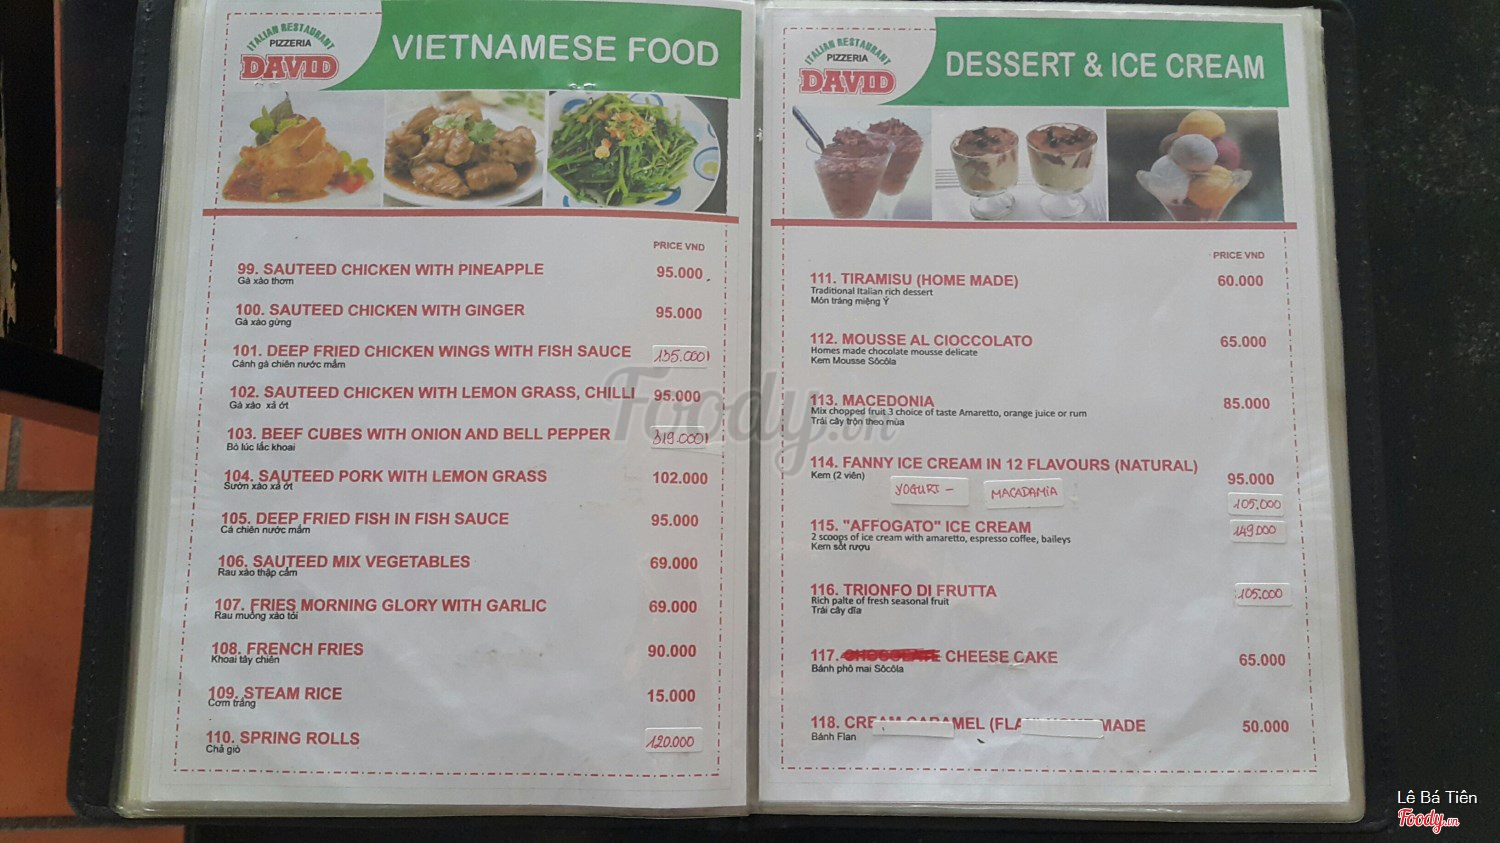 ITALIAN RESTAURANT
PIZZERIA
DAVID
VIETNAMESE FOOD
PRICE VND
99. SAUTEED CHICKEN WITH PINEAPPLE 95.000
Gà xào thơm
100. SAUTEED CHICKEN WITH GINGER 95.000
Gà xào gừng
101. DEEP FRIED CHICKEN WINGS WITH FISH SAUCE 135.000
Cánh gà chiên nước mắm
102. SAUTEED CHICKEN WITH LEMON GRASS, CHILLI 95.000
Gà xào xả ớt
103. BEEF CUBES WITH ONION AND BELL PEPPER 319.000
Bò lúc lắc khoai
104. SAUTEED PORK WITH LEMON GRASS 102.000
Sườn xào xả ớt
105. DEEP FRIED FISH IN FISH SAUCE 95.000
Cá chiên nước mắm
106. SAUTEED MIX VEGETABLES 69.000
Rau xào thập cẩm
107. FRIES MORNING GLORY WITH GARLIC 69.000
Rau muống xào tỏi
108. FRENCH FRIES 90.000
Khoai tây chiên
109. STEAM RICE 15.000
Cơm trắng
110. SPRING ROLLS 120.000
Chả giò
ITALIAN RESTAURANT
PIZZERIA
DAVID
DESSERT & ICE CREAM
PRICE VND
111. TIRAMISU (HOME MADE) 60.000
Traditional Italian rich dessert
Món tráng miệng Ý
112. MOUSSE AL CIOCCOLATO 65.000
Homes made chocolate mousse delicate
Kem Mousse Sôcôla
113. MACEDONIA 85.000
Mix chopped fruit 3 choice of taste Amaretto, orange juice or rum
Trái cây trộn theo mùa
114. FANNY ICE CREAM IN 12 FLAVOURS (NATURAL) 95.000
Kem (2 viên)
YOGURT - MACADAMIA 105.000
115. "AFFOGATO" ICE CREAM 149.000
2 scoops of ice cream with amaretto, espresso coffee, baileys
Kem sốt rượu
116. TRIONFO DI FRUTTA 105.000
Rich palte of fresh seasonal fruit
Trái cây dĩa
117. CHOCOLATE CHEESE CAKE 65.000
Bánh phô mai Sôcôla
118. CREAM CARAMEL (FLAN HOME MADE 50.000
Bánh Flan
Foody.vn
Lê Bá Tiên
Foody.vn